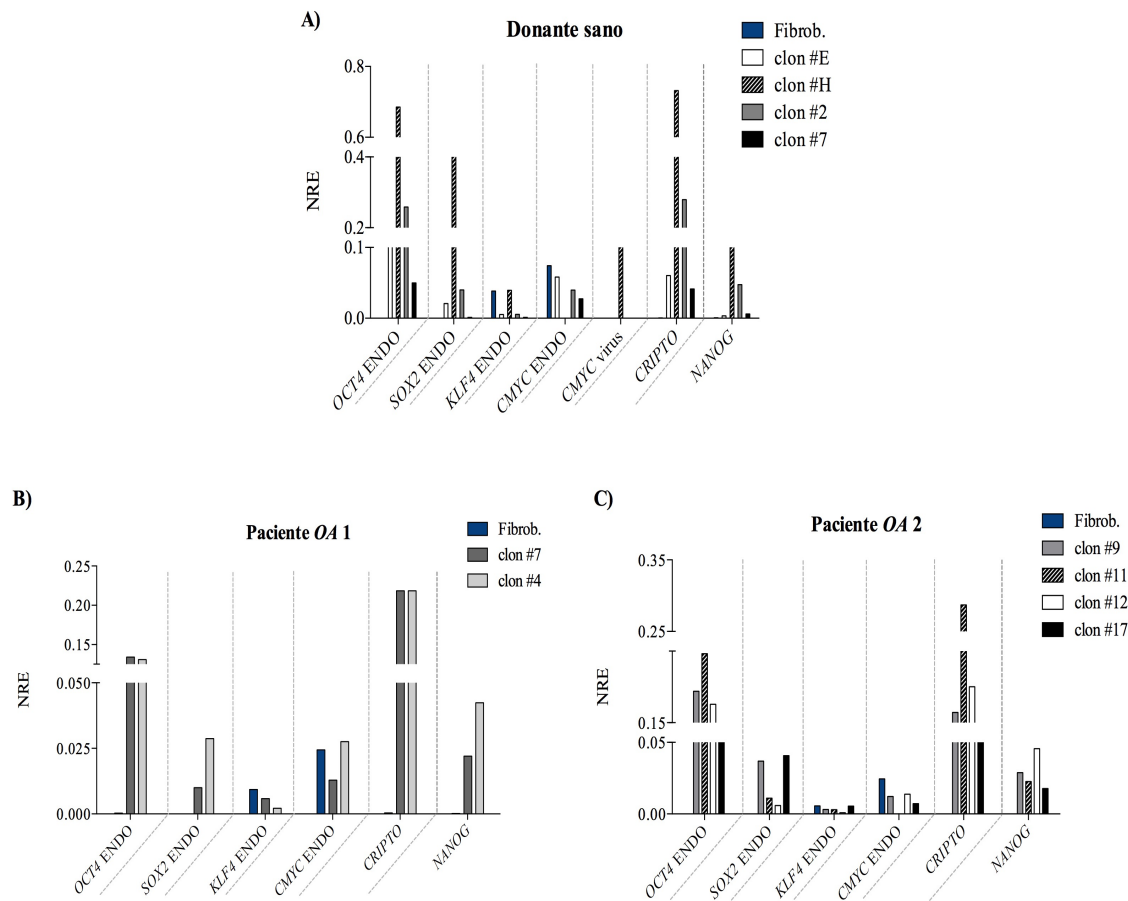 A)
Donante sano
Fibrob.
clon #E
clon #H
clon #2
clon #7
NRE
0.8
0.6
0.4
0.2
0.1
0.0
OCT4 ENDO
SOX2 ENDO
KLF4 ENDO
CMYC ENDO
CMYC virus
CRIPTO
NANOG
B)
Paciente OA 1
Fibrob.
clon #7
clon #4
NRE
0.25
0.20
0.15
0.050
0.025
0.000
OCT4 ENDO
SOX2 ENDO
KLF4 ENDO
CMYC ENDO
CRIPTO
NANOG
C)
Paciente OA 2
Fibrob.
clon #9
clon #11
clon #12
clon #17
NRE
0.35
0.25
0.15
0.05
0.00
OCT4 ENDO
SOX2 ENDO
KLF4 ENDO
CMYC ENDO
CRIPTO
NANOG